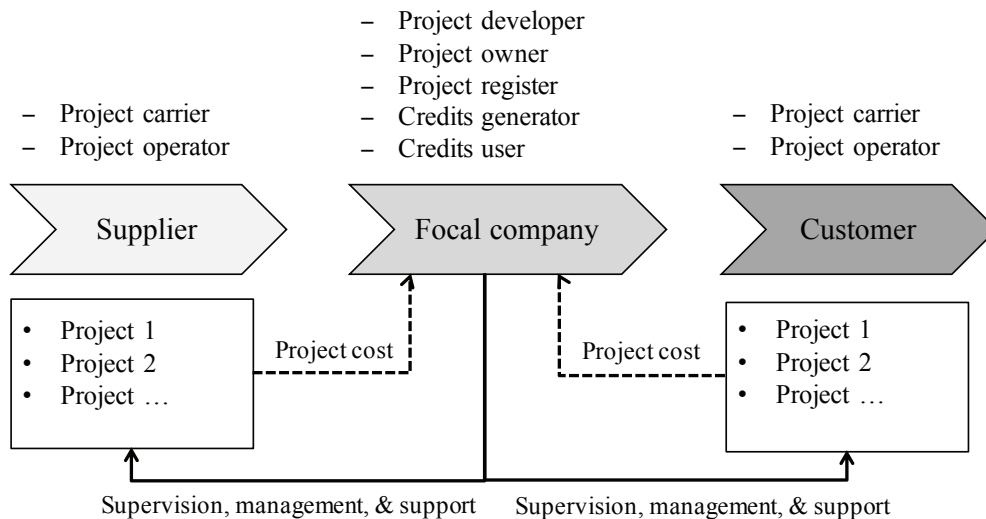 – Project developer
– Project owner
– Project register
– Credits generator
– Credits user
– Project carrier
– Project operator
– Project carrier
– Project operator
Supplier
Focal company
Customer
• Project 1
• Project 2
• Project …
Project cost
Project cost
• Project 1
• Project 2
• Project …
Supervision, management, & support
Supervision, management, & support